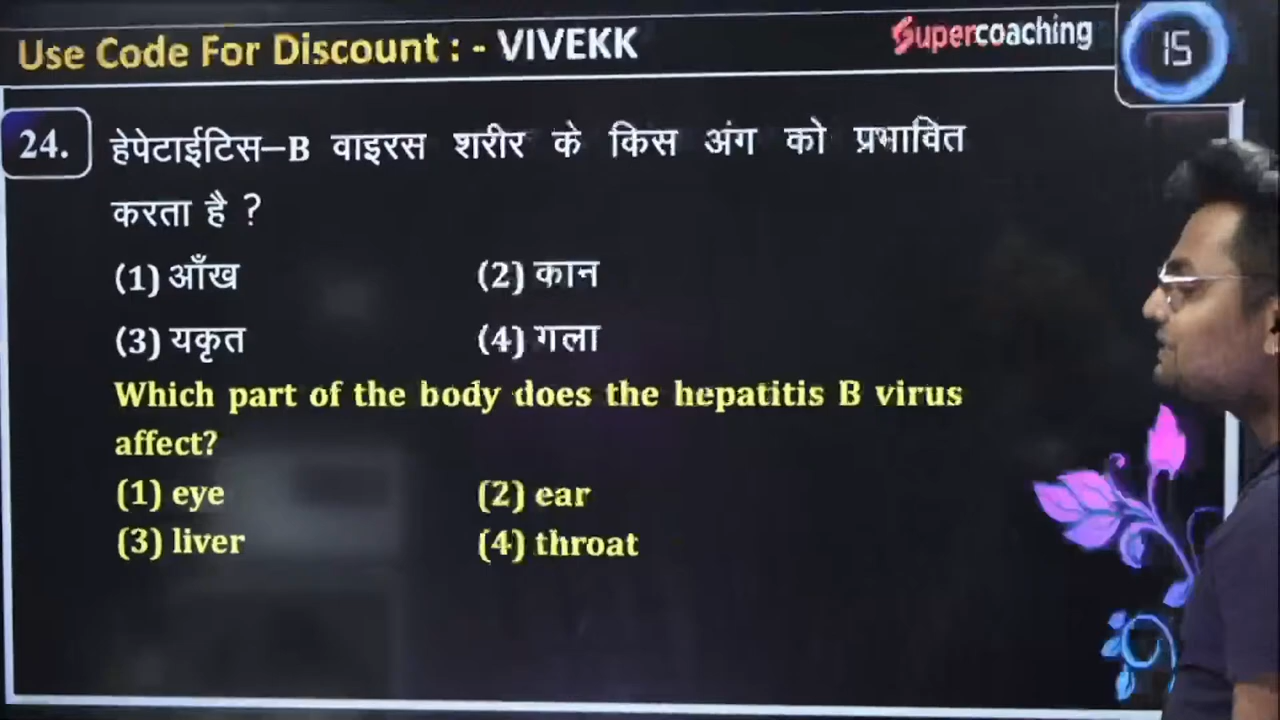 Use Code For Discount : - VIVEKK
Supercoaching
15
24. हेपेटाईटिस–B वाइरस शरीर के किस अंग को प्रभावित
करता है ?
(1) आँख (2) कान
(3) यकृत (4) गला
Which part of the body does the hepatitis B virus
affect?
(1) eye (2) ear
(3) liver (4) throat